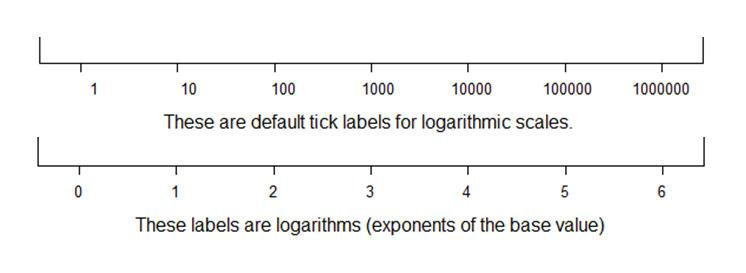 1 10 100 1000 10000 100000 1000000
These are default tick labels for logarithmic scales.
0 1 2 3 4 5 6
These labels are logarithms (exponents of the base value)